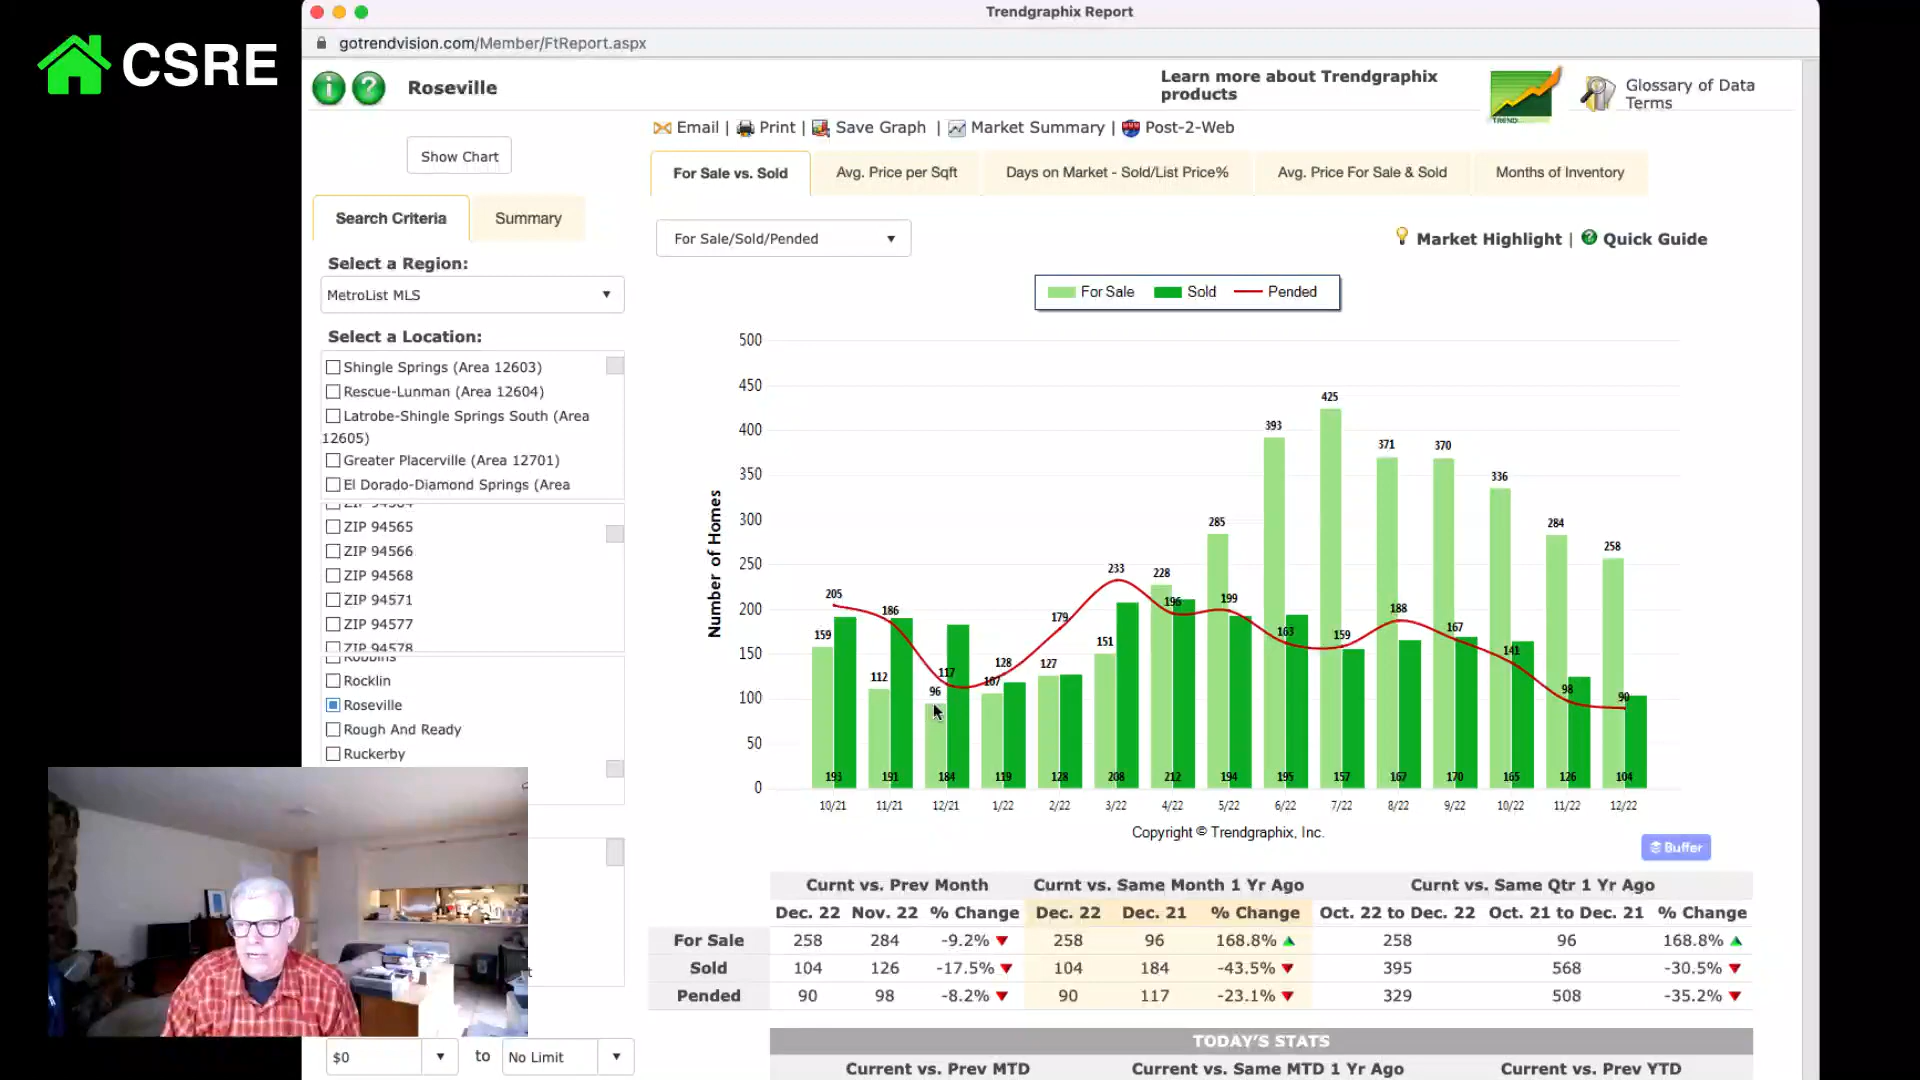 CSRE
Trendgraphix Report
gotrendvision.com/Member/FtReport.aspx
Roseville
Learn more about Trendgraphix
products
TREND
Glossary of Data
Terms
Email | Print | Save Graph | Market Summary | Post-2-Web
Show Chart
For Sale vs. Sold
Avg. Price per Sqft
Days on Market - Sold/List Price%
Avg. Price For Sale & Sold
Months of Inventory
Search Criteria
Summary
For Sale/Sold/Pended
Market Highlight | Quick Guide
Select a Region:
MetroList MLS
Select a Location:
Shingle Springs (Area 12603)
Rescue-Lunman (Area 12604)
Latrobe-Shingle Springs South (Area
12605)
Greater Placerville (Area 12701)
El Dorado-Diamond Springs (Area
ZIP 94565
ZIP 94566
ZIP 94568
ZIP 94571
ZIP 94577
ZIP 94578
Robbins
Rocklin
Roseville
Rough And Ready
Ruckerby
$0
to
No Limit
For Sale Sold Pended
Number of Homes
500
450
400
350
300
250
200
150
100
50
0
159 112 96 107 127 151 228 285 393 425 371 370 336 284 258
205 186 117 128 179 233 196 199 163 159 188 167 141 98 90
193 191 184 119 128 208 212 194 195 157 167 170 165 126 104
10/21 11/21 12/21 1/22 2/22 3/22 4/22 5/22 6/22 7/22 8/22 9/22 10/22 11/22 12/22
Copyright © Trendgraphix, Inc.
Buffer
Curnt vs. Prev Month Curnt vs. Same Month 1 Yr Ago Curnt vs. Same Qtr 1 Yr Ago
Dec. 22 Nov. 22 % Change Dec. 22 Dec. 21 % Change Oct. 22 to Dec. 22 Oct. 21 to Dec. 21 % Change
For Sale 258 284 -9.2% 258 96 168.8% 258 96 168.8%
Sold 104 126 -17.5% 104 184 -43.5% 395 568 -30.5%
Pended 90 98 -8.2% 90 117 -23.1% 329 508 -35.2%
TODAY'S STATS
Current vs. Prev MTD Current vs. Same MTD 1 Yr Ago Current vs. Prev YTD